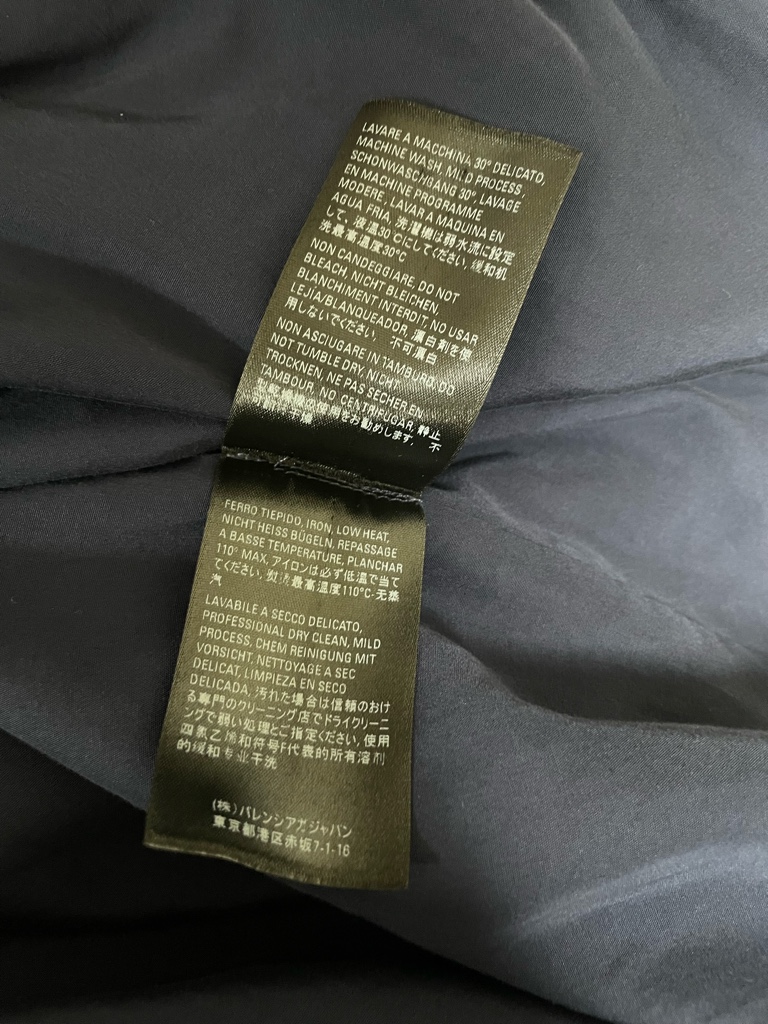 LAVARE A MACCHINA 30° DELICATO,
MACHINE WASH, MILD PROCESS,
SCHONWASCHGANG 30°, LAVAGE
EN MACHINE PROGRAMME
MODERE, LAVAR A MAQUINA EN
AGUA FRIA, 洗濯機は弱水流に設定
して、液温30℃にしてください, 缓和机
洗最高温度30℃
NON CANDEGGIARE, DO NOT
BLEACH, NICHT BLEICHEN,
BLANCHIMENT INTERDIT, NO USAR
LEJÍA/BLANQUEADOR, 漂白剤を使
用しないでください, 不可漂白
NON ASCIUGARE IN TAMBURO, DO
NOT TUMBLE DRY, NICHT
TROCKNEN, NE PAS SECHER EN
TAMBOUR, NO CENTRIFUGAR, 静止
をお勧めします, 不
FERRO TIEPIDO, IRON, LOW HEAT,
NICHT HEISS BÜGELN, REPASSAGE
A BASSE TEMPERATURE, PLANCHAR
110° MAX, アイロンは必ず低温で当て
てください, 熨烫最高温度110℃-无蒸
汽
LAVABILE A SECCO DELICATO,
PROFESSIONAL DRY CLEAN, MILD
PROCESS, CHEM REINIGUNG MIT
VORSICHT, NETTOYAGE A SEC
DELICAT, LIMPIEZA EN SECO
DELICADA, 汚れた場合は信頼のおけ
る専門のクリーニング店でドライクリーニ
ングで弱い処理とご指定ください, 使用
四氯乙烯和符号F代表的所有溶剂
的缓和专业干洗
(株)バレンシアガジャパン
東京都港区赤坂7-1-16